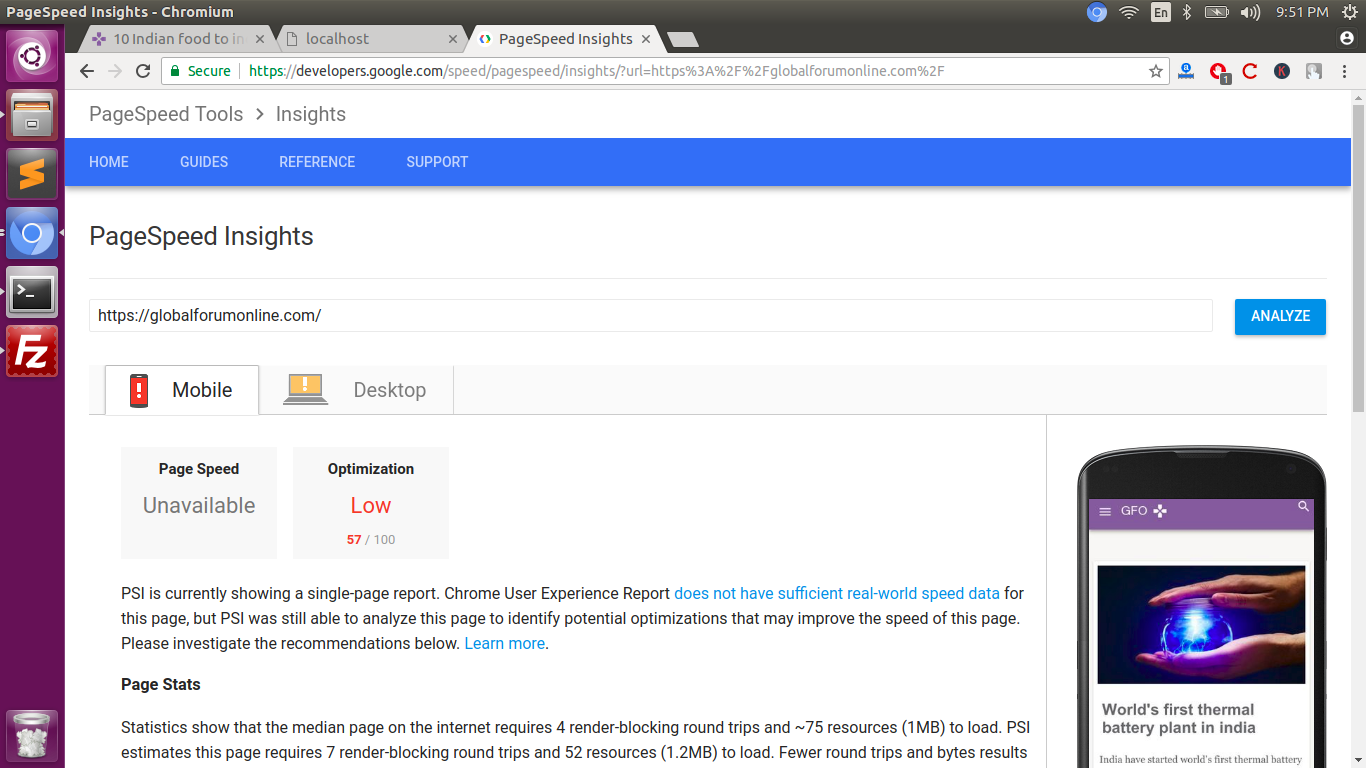 PageSpeed Insights - Chromium
En
9:51 PM
10 Indian food to in
localhost
PageSpeed Insights
Secure
https://developers.google.com/speed/pagespeed/insights/?url=https%3A%2F%2Fglobalforumonline.com%2F
a
1
C
K
PageSpeed Tools > Insights
HOME
GUIDES
REFERENCE
SUPPORT
PageSpeed Insights
https://globalforumonline.com/
ANALYZE
Mobile
Desktop
Page Speed
Unavailable
Optimization
Low
57 / 100
PSI is currently showing a single-page report. Chrome User Experience Report does not have sufficient real-world speed data for
this page, but PSI was still able to analyze this page to identify potential optimizations that may improve the speed of this page.
Please investigate the recommendations below. Learn more.
Page Stats
Statistics show that the median page on the internet requires 4 render-blocking round trips and ~75 resources (1MB) to load. PSI
estimates this page requires 7 render-blocking round trips and 52 resources (1.2MB) to load. Fewer round trips and bytes results
GFO
World's first thermal
battery plant in india
India have started world's first thermal battery
Fz